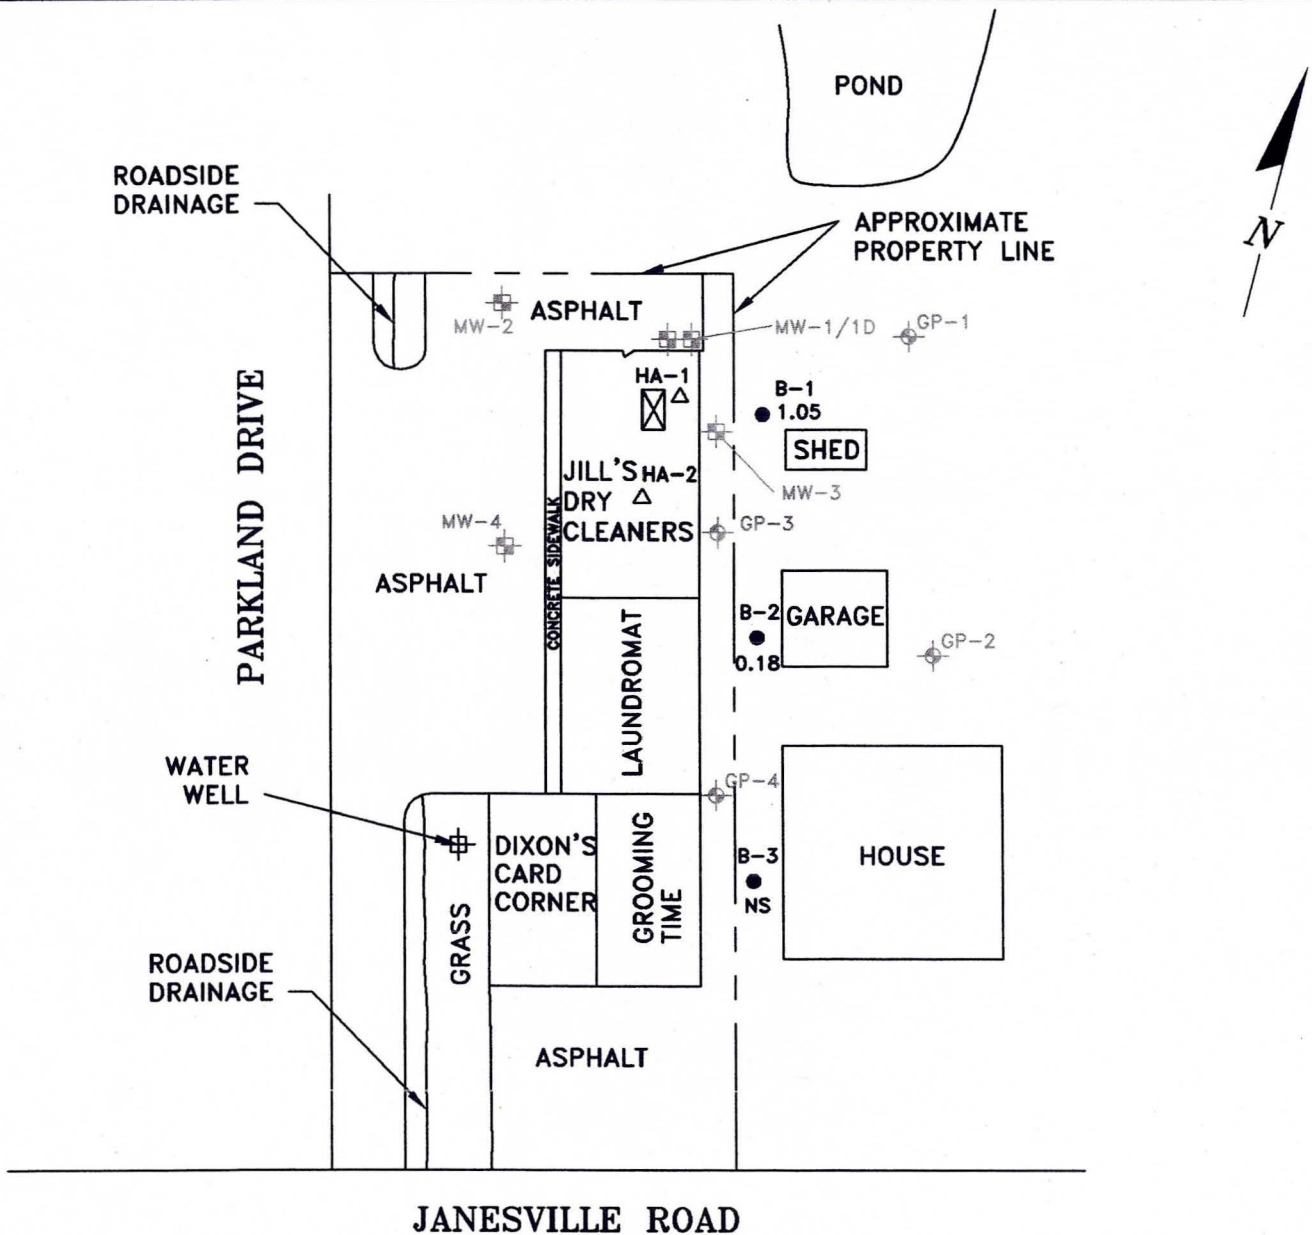 POND
ROADSIDE
DRAINAGE
APPROXIMATE
PROPERTY LINE
N
ASPHALT
MW-2
MW-1/1D
GP-1
HA-1
B-1
1.05
SHED
PARKLAND DRIVE
JILL'S
DRY
CLEANERS
HA-2
MW-3
MW-4
GP-3
CONCRETE SIDEWALK
ASPHALT
B-2
0.18
GARAGE
GP-2
LAUNDROMAT
WATER
WELL
GP-4
DIXON'S
CARD
CORNER
GROOMING
TIME
B-3
NS
HOUSE
GRASS
ROADSIDE
DRAINAGE
ASPHALT
JANESVILLE ROAD